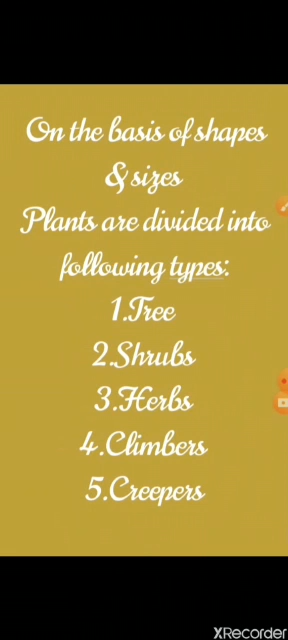 On the basis of shapes
& sizes
Plants are divided into
following types:
1.Tree
2.Shrubs
3.Herbs
4.Climbers
5.Creepers
XRecorder